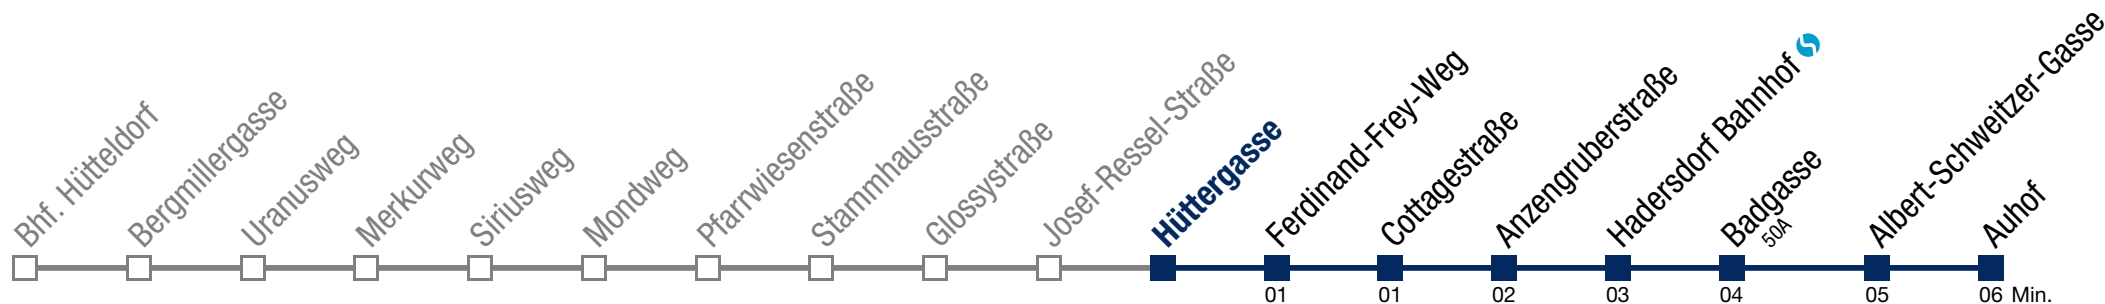 Bhf. Hütteldorf
Bergmillergasse
Uranusweg
Merkurweg
Siriusweg
Mondweg
Pfarrwiesenstraße
Stammhausstraße
Glossystraße
Josef-Ressel-Straße
Hüttergasse
Ferdinand-Frey-Weg
Cottagestraße
Anzengruberstraße
Hadersdorf Bahnhof
Badgasse
50A
Albert-Schweitzer-Gasse
Auhof
01 01 02 03 04 05 06 Min.